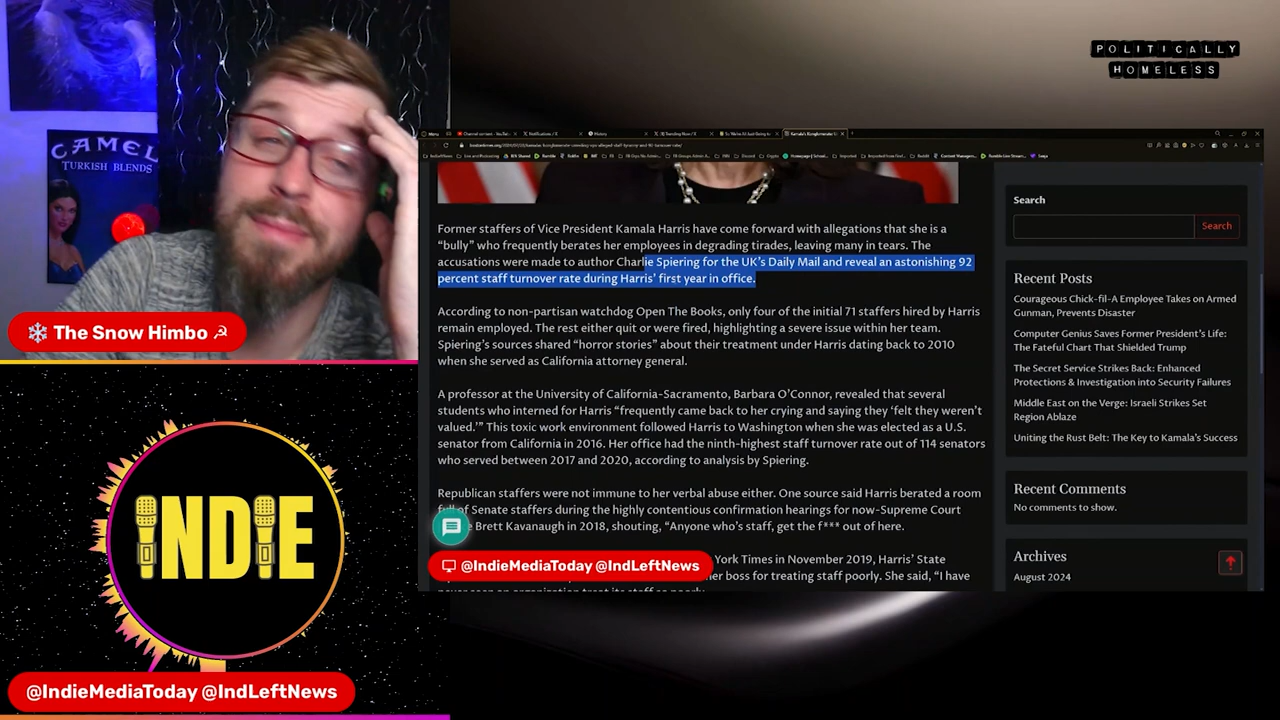 POLITICALLY
HOMELESS
CAMEL
TURKISH BLENDS
The Snow Himbo
INDIE
@IndieMediaToday @IndLeftNews
Former staffers of Vice President Kamala Harris have come forward with allegations that she is a
“bully” who frequently berates her employees in degrading tirades, leaving many in tears. The
accusations were made to author Charlie Spiering for the UK’s Daily Mail and reveal an astonishing 92
percent staff turnover rate during Harris’ first year in office.
According to non-partisan watchdog Open The Books, only four of the initial 71 staffers hired by Harris
remain employed. The rest either quit or were fired, highlighting a severe issue within her team.
Spiering’s sources shared “horror stories” about their treatment under Harris dating back to 2010
when she served as California attorney general.
A professor at the University of California-Sacramento, Barbara O’Connor, revealed that several
students who interned for Harris “frequently came back to her crying and saying they ‘felt they weren’t
valued.’” This toxic work environment followed Harris to Washington when she was elected as a U.S.
senator from California in 2016. Her office had the ninth-highest staff turnover rate out of 114 senators
who served between 2017 and 2020, according to analysis by Spiering.
Republican staffers were not immune to her verbal abuse either. One source said Harris berated a room
full of Senate staffers during the highly contentious confirmation hearings for now-Supreme Court
Brett Kavanaugh in 2018, shouting, “Anyone who’s staff, get the f*** out of here.
York Times in November 2019, Harris’ State
her boss for treating staff poorly. She said, “I have
@IndieMediaToday @IndLeftNews
Search
Search
Recent Posts
Courageous Chick-fil-A Employee Takes on Armed
Gunman, Prevents Disaster
Computer Genius Saves Former President’s Life:
The Fateful Chart That Shielded Trump
The Secret Service Strikes Back: Enhanced
Protections & Investigation into Security Failures
Middle East on the Verge: Israeli Strikes Set
Region Ablaze
Uniting the Rust Belt: The Key to Kamala’s Success
Recent Comments
No comments to show.
Archives
August 2024